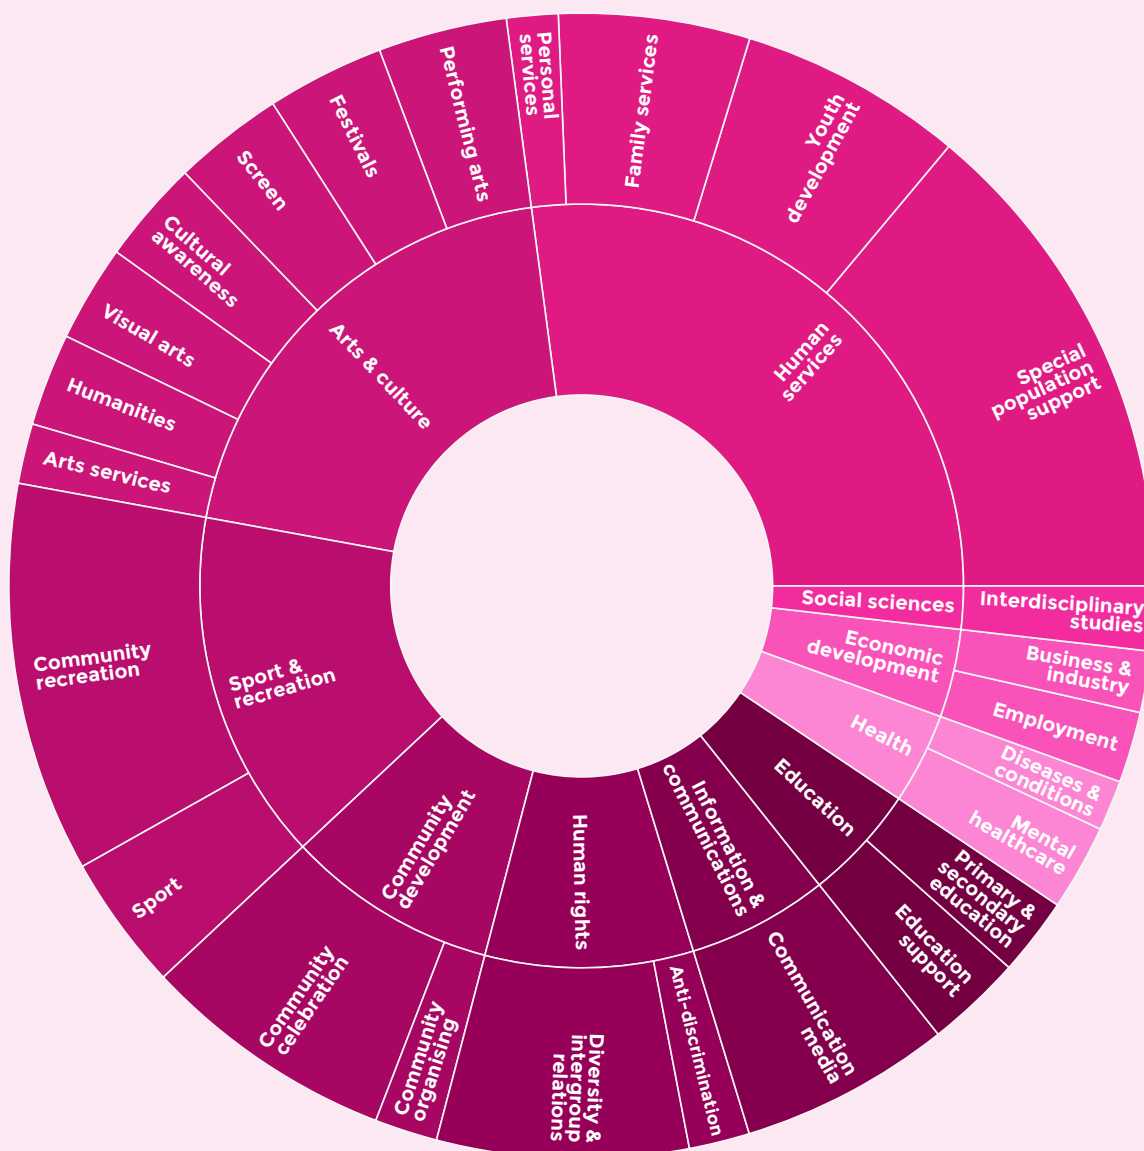 Personal
services
Family services
Youth
development
Special
population
support
Performing arts
Festivals
Screen
Cultural
awareness
Visual arts
Humanities
Arts services
Arts & culture
Human
services
Social sciences
Interdisciplinary
studies
Economic
development
Business &
industry
Employment
Health
Diseases &
conditions
Mental
healthcare
Education
Primary &
secondary
education
Education
support
Information &
communications
Communication
media
Human rights
Anti-discrimination
Diversity &
intergroup
relations
Community
development
Community
organising
Community
celebration
Sport &
recreation
Sport
Community
recreation